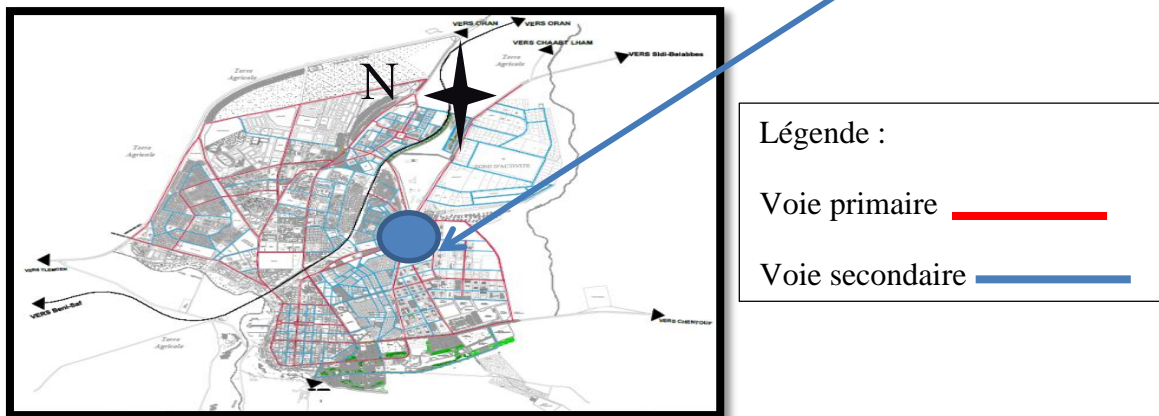 VERS ORAN
VERS ORAN
VERS CHAABT LHAM
VERS Sidi-Belabbes
Terre
Agricole
Terre
Agricole
N
Terre
Agricole
ZONE D'ACTIVITE
VERS TLEMCEN
VERS Beni-Saf
Terre
Agricole
VERS CHENTOUF
Légende :
Voie primaire
Voie secondaire